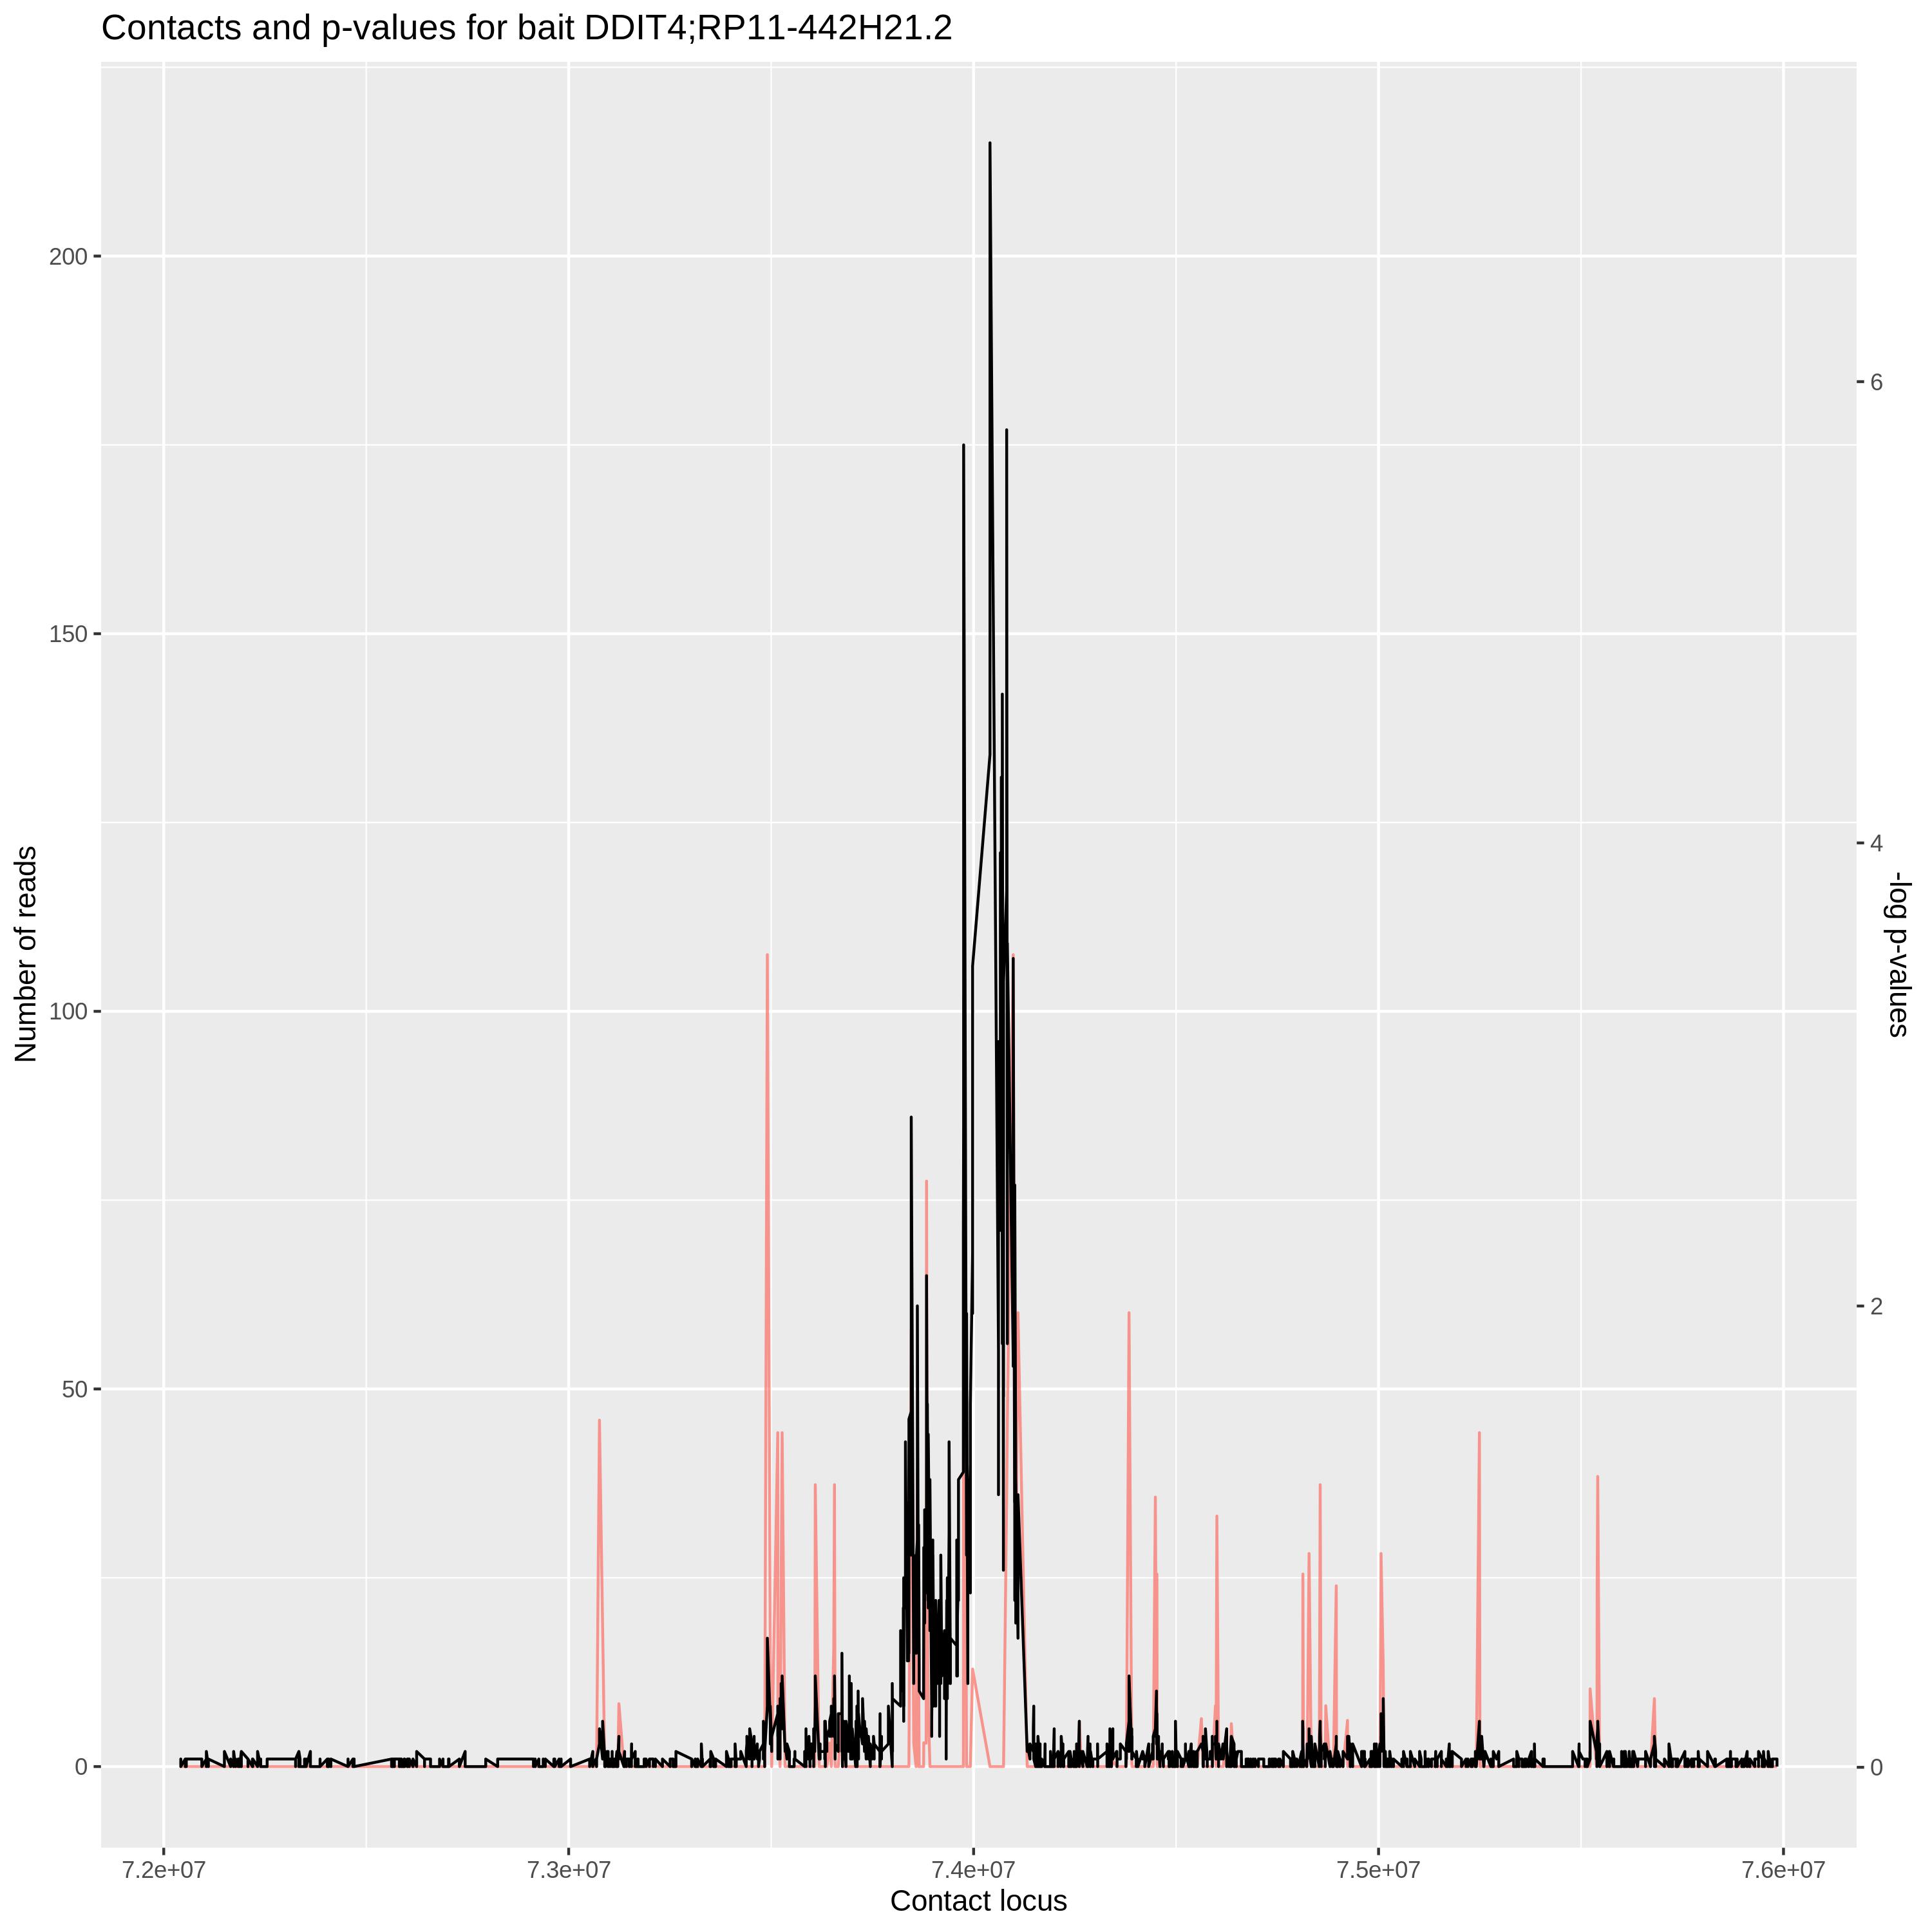 Contacts and p-values for bait DDIT4;RP11-442H21.2
200
150
100
50
0
Number of reads
6
4
2
0
-log p-values
7.2e+07
7.3e+07
7.4e+07
7.5e+07
7.6e+07
Contact locus